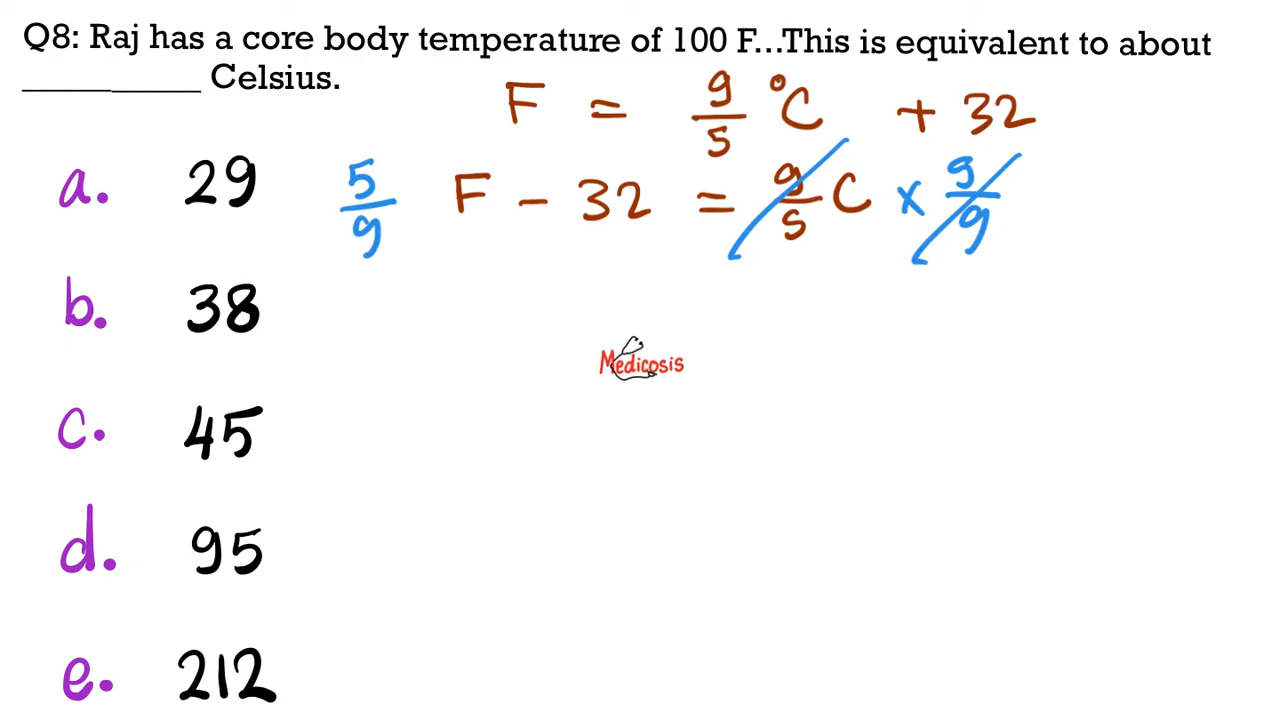 Q8: Raj has a core body temperature of 100 F...This is equivalent to about
__________ Celsius.
F = 9/5 °C + 32
a. 29
5/9 F - 32 = 9/5 C x 9/9
b. 38
Medicosis
c. 45
d. 95
e. 212